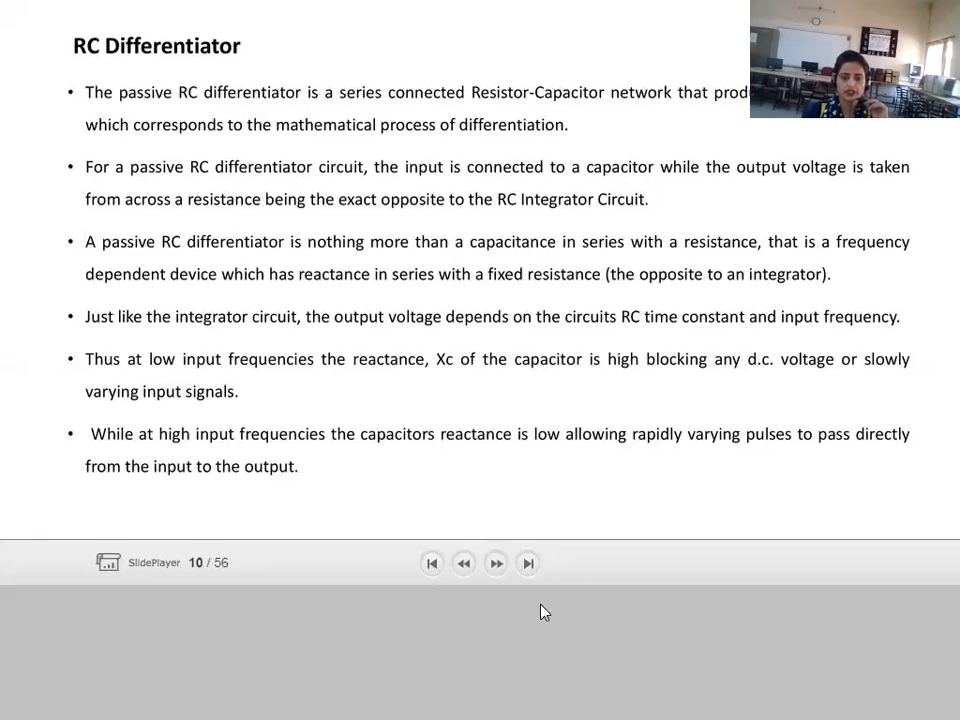 RC Differentiator
• The passive RC differentiator is a series connected Resistor-Capacitor network that
which corresponds to the mathematical process of differentiation.
• For a passive RC differentiator circuit, the input is connected to a capacitor while the output voltage is taken
from across a resistance being the exact opposite to the RC Integrator Circuit.
• A passive RC differentiator is nothing more than a capacitance in series with a resistance, that is a frequency
dependent device which has reactance in series with a fixed resistance (the opposite to an integrator).
• Just like the integrator circuit, the output voltage depends on the circuits RC time constant and input frequency.
• Thus at low input frequencies the reactance, Xc of the capacitor is high blocking any d.c. voltage or slowly
varying input signals.
• While at high input frequencies the capacitors reactance is low allowing rapidly varying pulses to pass directly
from the input to the output.
SlidePlayer 10 / 56